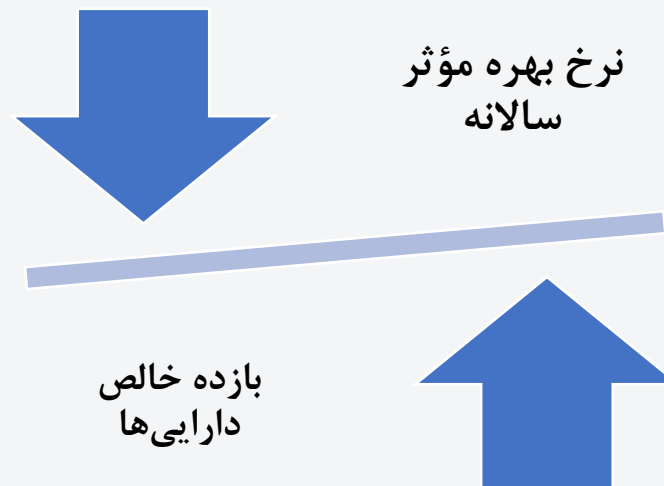 نرخ بهره مؤثر
سالانه
بازده خالص
دارایی‌ها